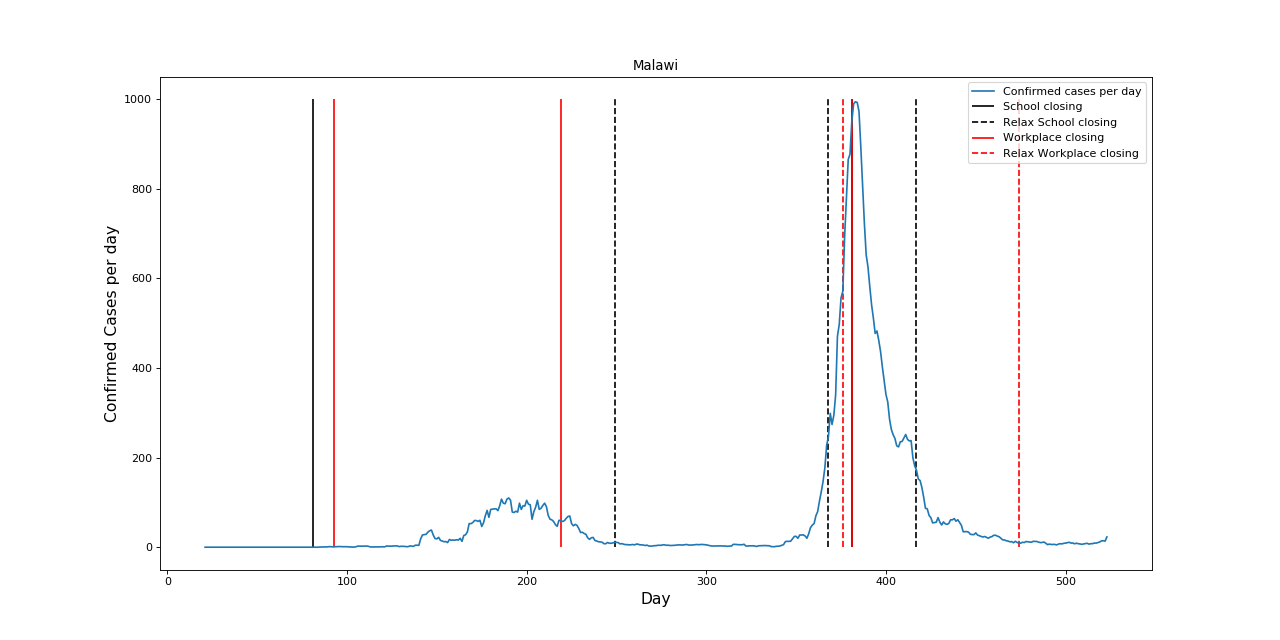 Malawi
Confirmed cases per day
School closing
Relax School closing
Workplace closing
Relax Workplace closing
1000
800
600
400
200
0
Confirmed Cases per day
0 100 200 300 400 500
Day